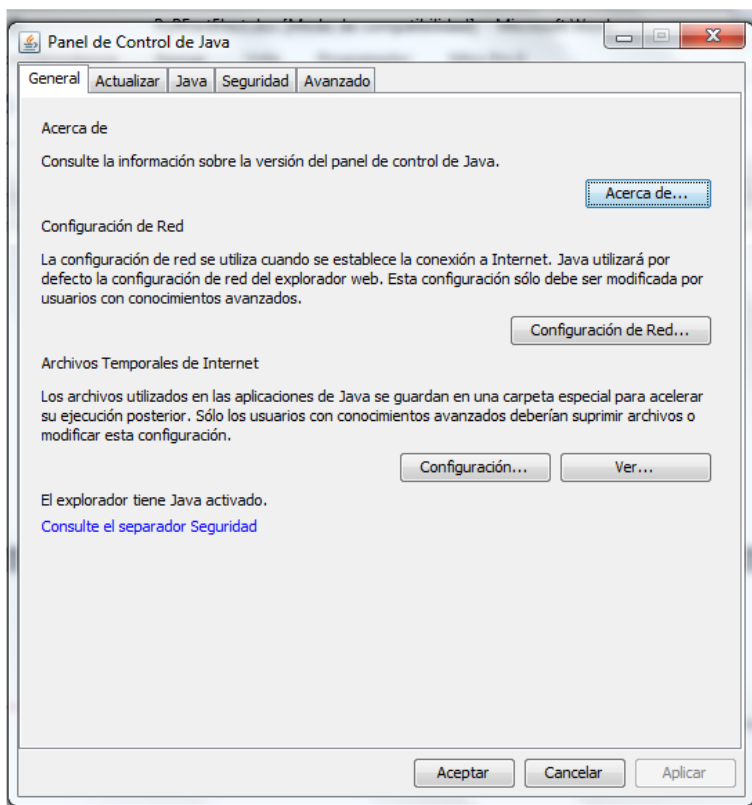 Panel de Control de Java
General Actualizar Java Seguridad Avanzado
Acerca de
Consulte la información sobre la versión del panel de control de Java.
Acerca de...
Configuración de Red
La configuración de red se utiliza cuando se establece la conexión a Internet. Java utilizará por
defecto la configuración de red del explorador web. Esta configuración sólo debe ser modificada por
usuarios con conocimientos avanzados.
Configuración de Red...
Archivos Temporales de Internet
Los archivos utilizados en las aplicaciones de Java se guardan en una carpeta especial para acelerar
su ejecución posterior. Sólo los usuarios con conocimientos avanzados deberían suprimir archivos o
modificar esta configuración.
Configuración... Ver...
El explorador tiene Java activado.
Consulte el separador Seguridad
Aceptar Cancelar Aplicar